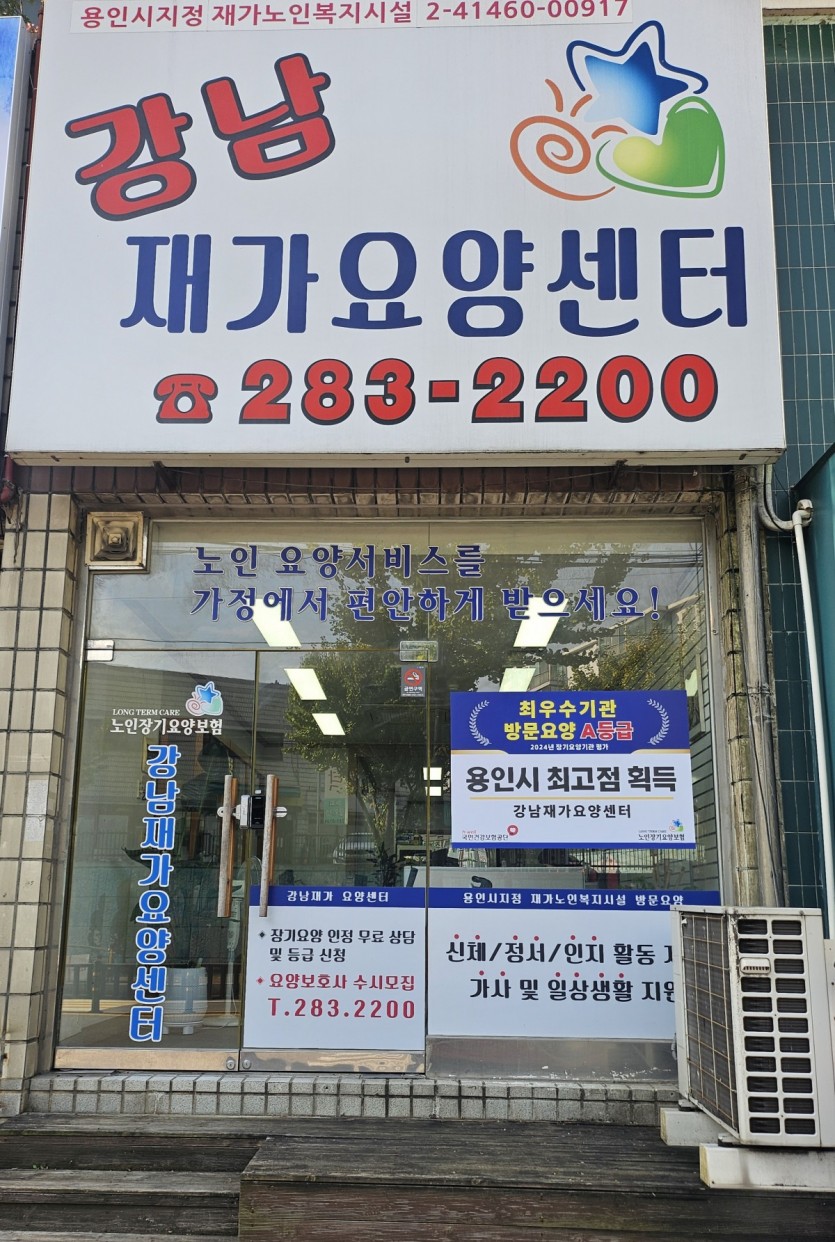 용인시지정 재가노인복지시설 2-41460-00917
강남
재가요양센터
☎283-2200
노인 요양서비스를
가정에서 편안하게 받으세요!
금연구역
LONG TERM CARE
노인장기요양보험
강남재가요양센터
최우수기관
방문요양 A등급
2024년 장기요양기관 평가
용인시 최고점 획득
강남재가요양센터
국민건강보험공단
LONG TERM CARE
노인장기요양보험
강남재가 요양센터
장기요양 인정 무료 상담
및 등급 신청
요양보호사 수시모집
T.283.2200
용인시지정 재가노인복지시설 방문요양
신체/정서/인지 활동
가사 및 일상생활 지원